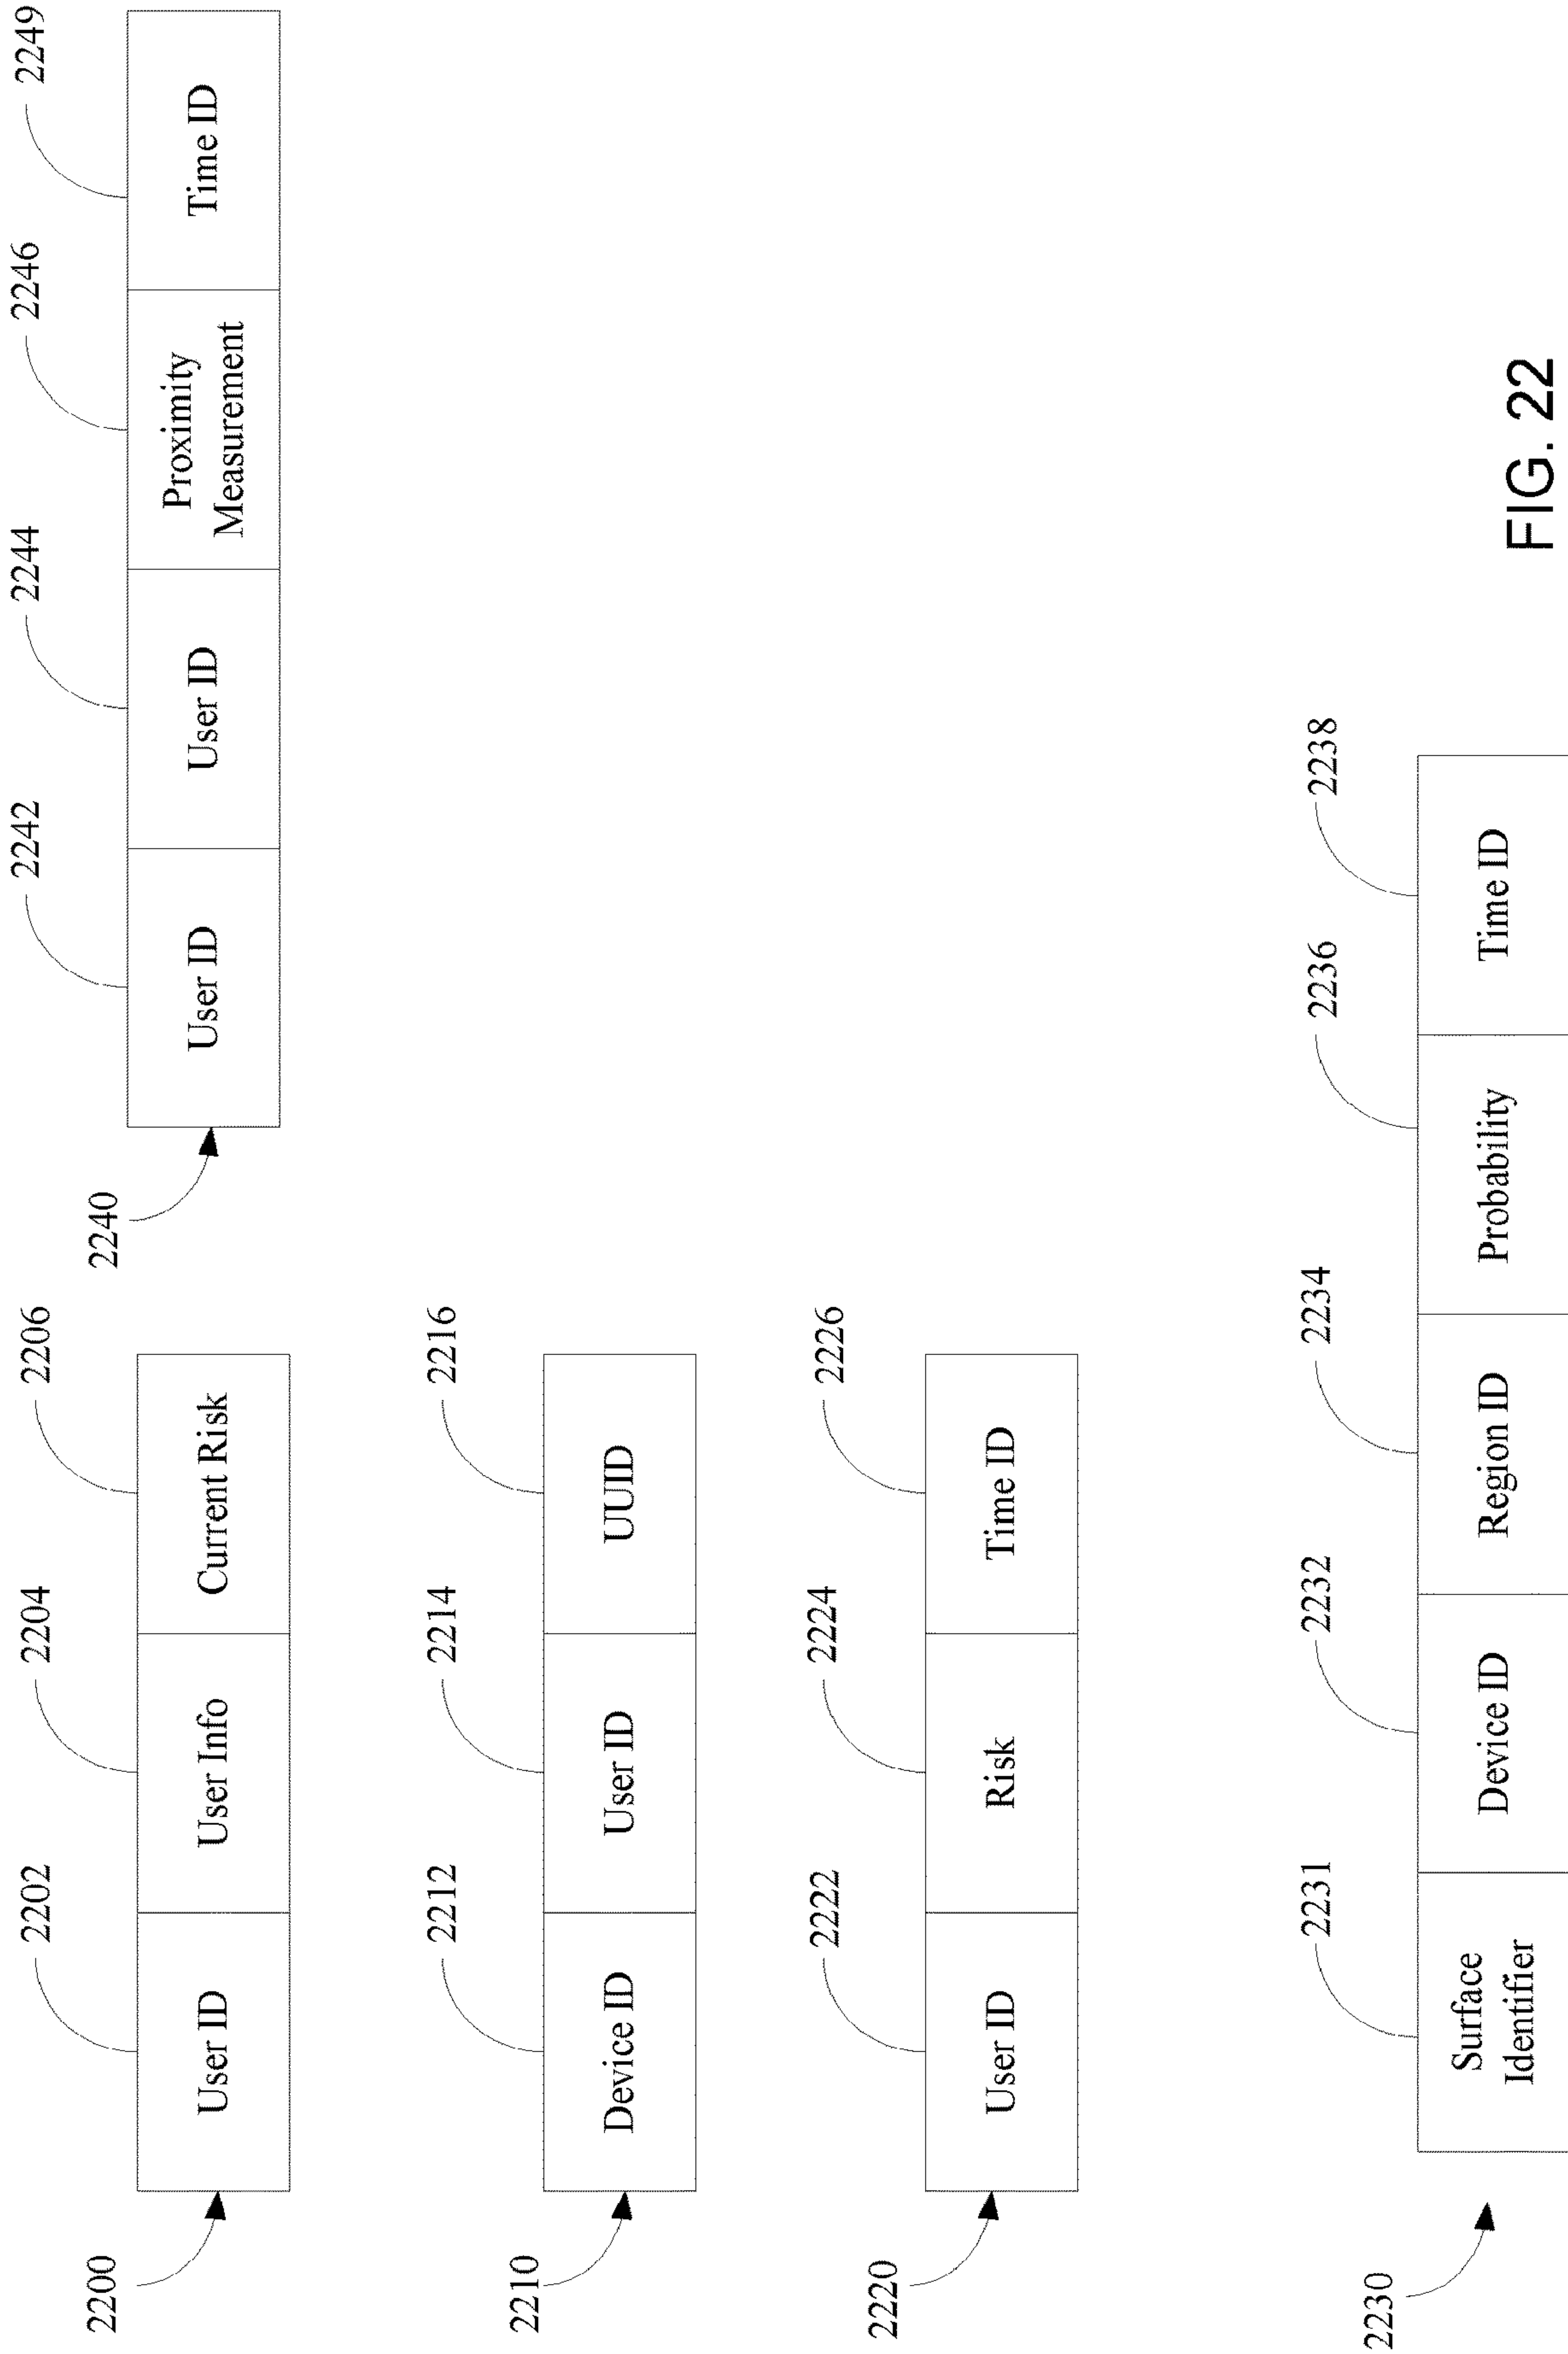 2202
2204
2206
2200
User ID
User Info
Current Risk
2242
2244
2246
2249
2240
User ID
User ID
Proximity
Measurement
Time ID
2212
2214
2216
2210
Device ID
User ID
UUID
2222
2224
2226
2220
User ID
Risk
Time ID
2231
2232
2234
2236
2238
2230
Surface
Identifier
Device ID
Region ID
Probability
Time ID
FIG. 22